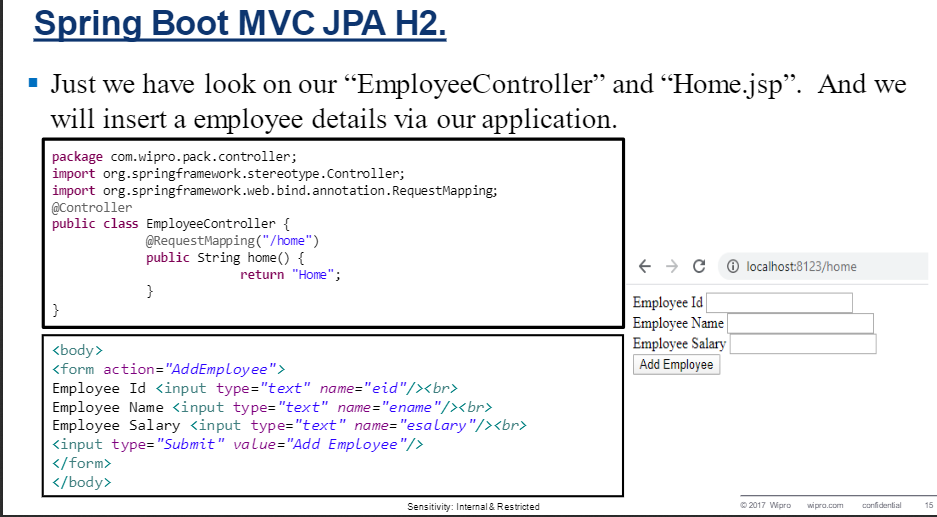 Spring Boot MVC JPA H2.
Just we have look on our “EmployeeController” and “Home.jsp”.  And we
will insert a employee details via our application.
package com.wipro.pack.controller;
import org.springframework.stereotype.Controller;
import org.springframework.web.bind.annotation.RequestMapping;
@Controller
public class EmployeeController {
@RequestMapping("/home")
public String home() {
return "Home";
}
}
<body>
<form action="AddEmployee">
Employee Id <input type="text" name="eid"/><br>
Employee Name <input type="text" name="ename"/><br>
Employee Salary <input type="text" name="esalary"/><br>
<input type="Submit" value="Add Employee"/>
</form>
</body>
localhost:8123/home
Employee Id
Employee Name
Employee Salary
Add Employee
Sensitivity: Internal & Restricted
© 2017 Wipro wipro.com confidential 15